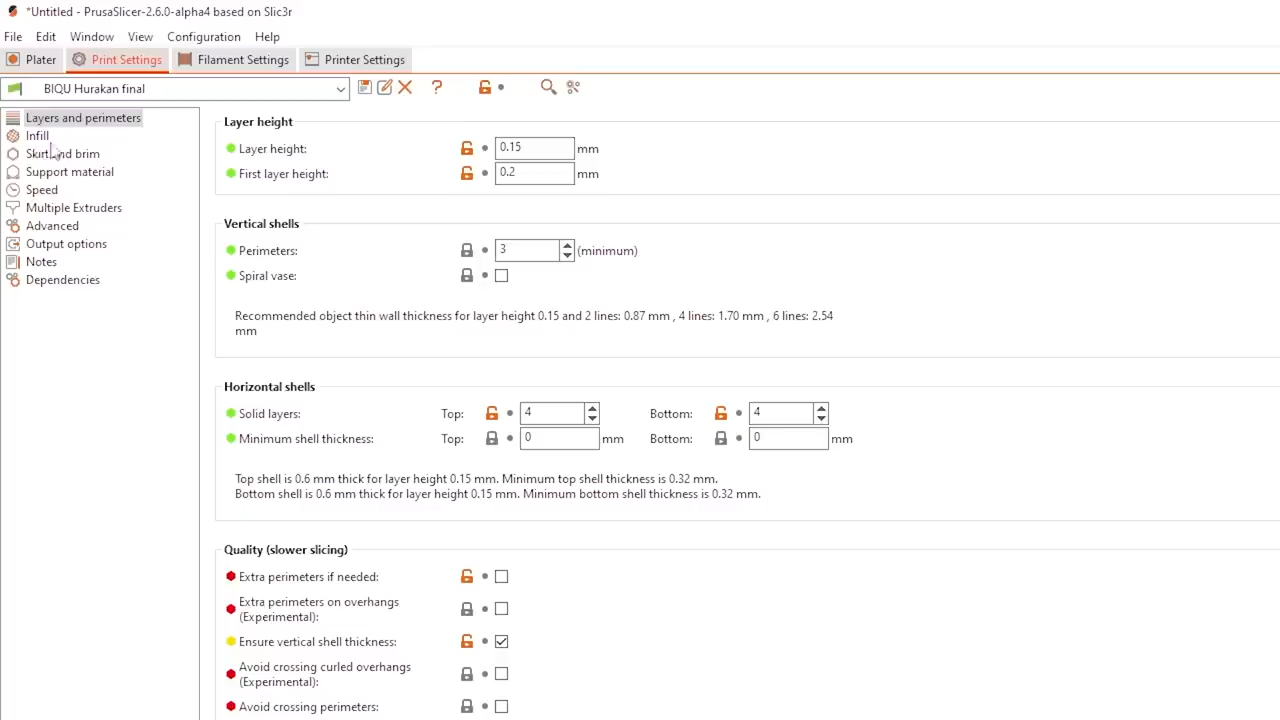 *Untitled - PrusaSlicer-2.6.0-alpha4 based on Slic3r
File Edit Window View Configuration Help
Plater Print Settings Filament Settings Printer Settings
BIQU Hurakan final ?
Layers and perimeters
Infill
Skirt and brim
Support material
Speed
Multiple Extruders
Advanced
Output options
Notes
Dependencies
Layer height
Layer height: 0.15 mm
First layer height: 0.2 mm
Vertical shells
Perimeters: 3 (minimum)
Spiral vase:
Recommended object thin wall thickness for layer height 0.15 and 2 lines: 0.87 mm , 4 lines: 1.70 mm , 6 lines: 2.54
mm
Horizontal shells
Solid layers: Top: 4 Bottom: 4
Minimum shell thickness: Top: 0 mm Bottom: 0 mm
Top shell is 0.6 mm thick for layer height 0.15 mm. Minimum top shell thickness is 0.32 mm.
Bottom shell is 0.6 mm thick for layer height 0.15 mm. Minimum bottom shell thickness is 0.32 mm.
Quality (slower slicing)
Extra perimeters if needed:
Extra perimeters on overhangs
(Experimental):
Ensure vertical shell thickness:
Avoid crossing curled overhangs
(Experimental):
Avoid crossing perimeters: